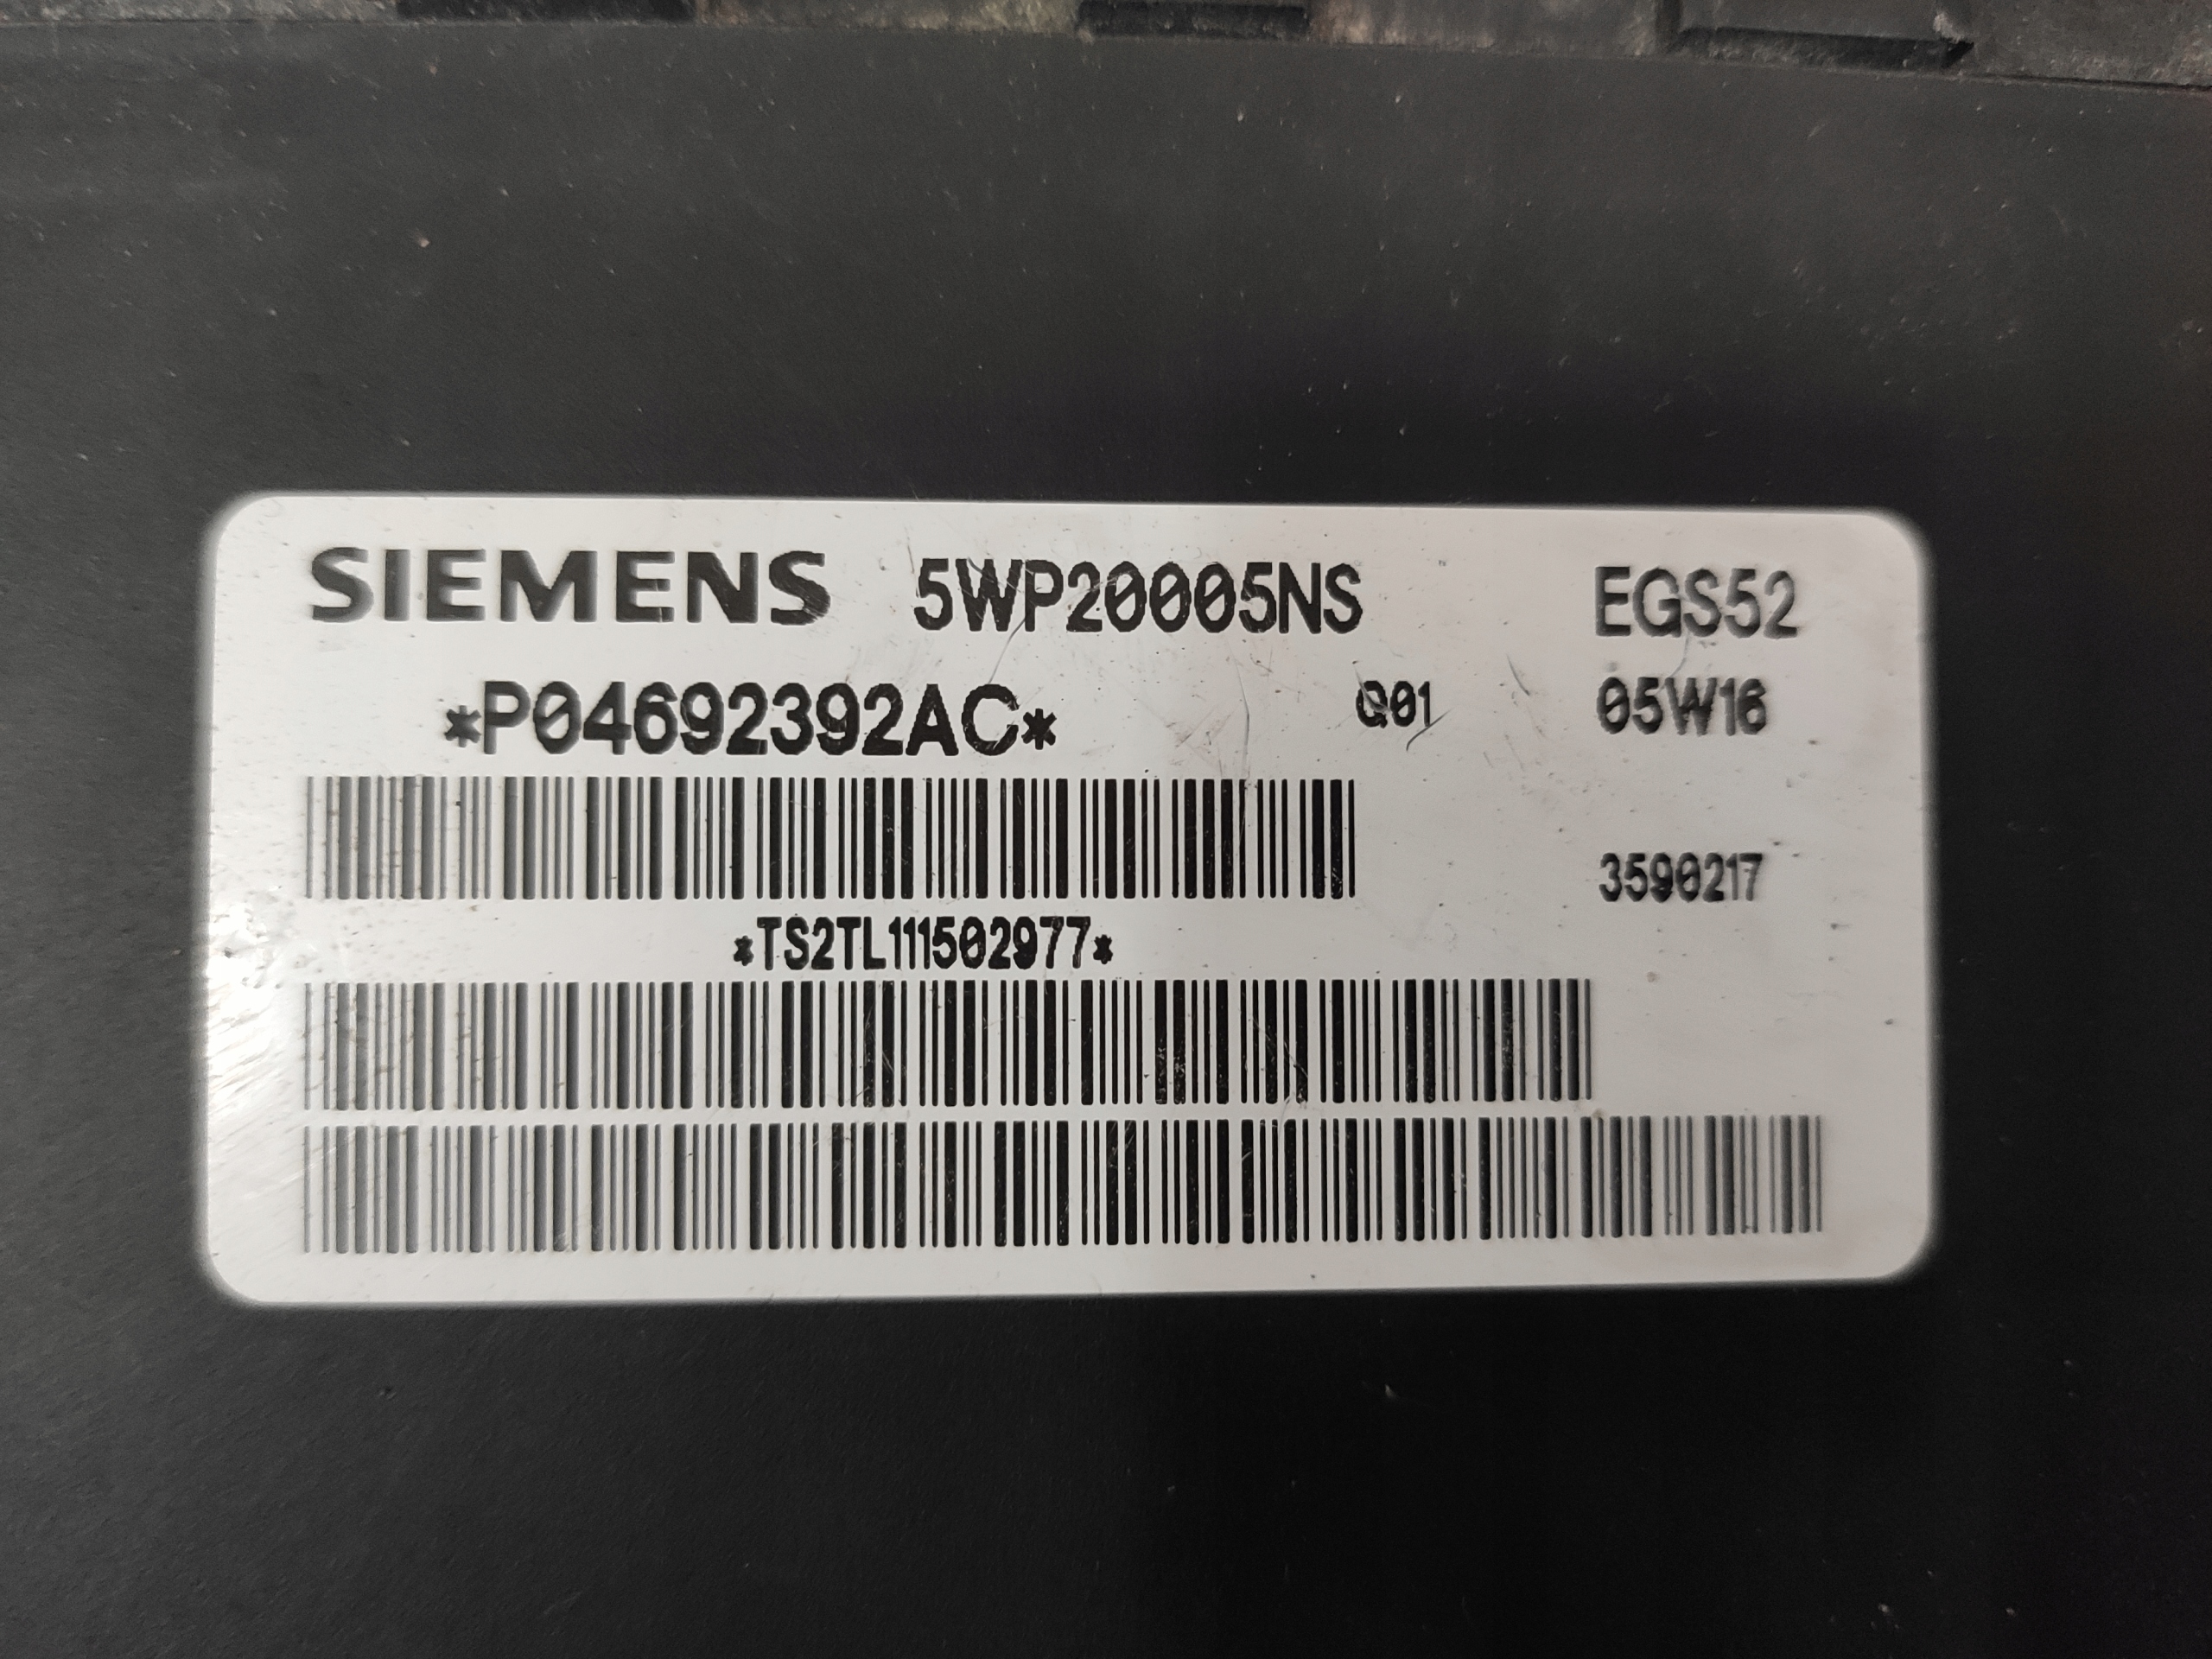 SIEMENS 5WP20005NS EGS52
*P04692392AC* Q01 05W16
3590217
*TS2TL111502977*